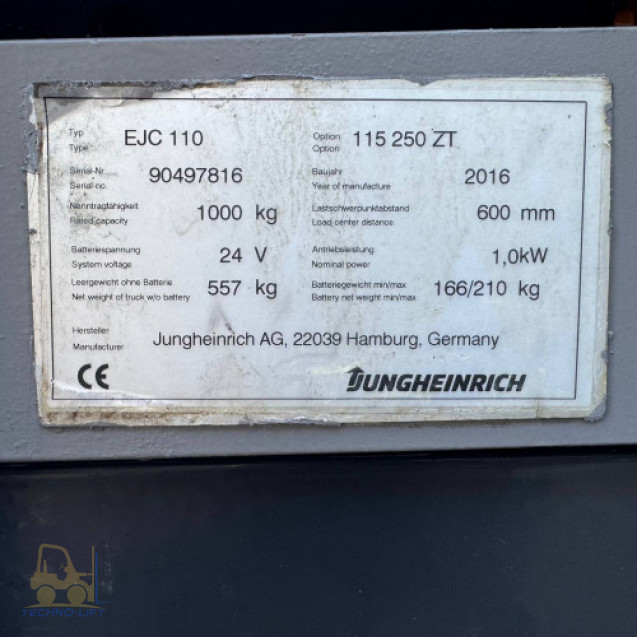 Typ EJC 110 Option 115 250 ZT
Type Option
Serial-Nr. 90497816 Baujahr 2016
Serial-no. Year of manufacture
Nenntragfähigkeit 1000 kg Lastschwerpunktabstand 600 mm
Rated capacity Load center distance
Batteriespannung 24 V Antriebsleistung 1,0kW
System voltage Nominal power
Leergewicht ohne Batterie 557 kg Batteriegewicht min/max 166/210 kg
Net weight of truck w/o battery Battery net weight min/max
Hersteller Jungheinrich AG, 22039 Hamburg, Germany
Manufacturer
CE JUNGHEINRICH
TECHNO-LIFT